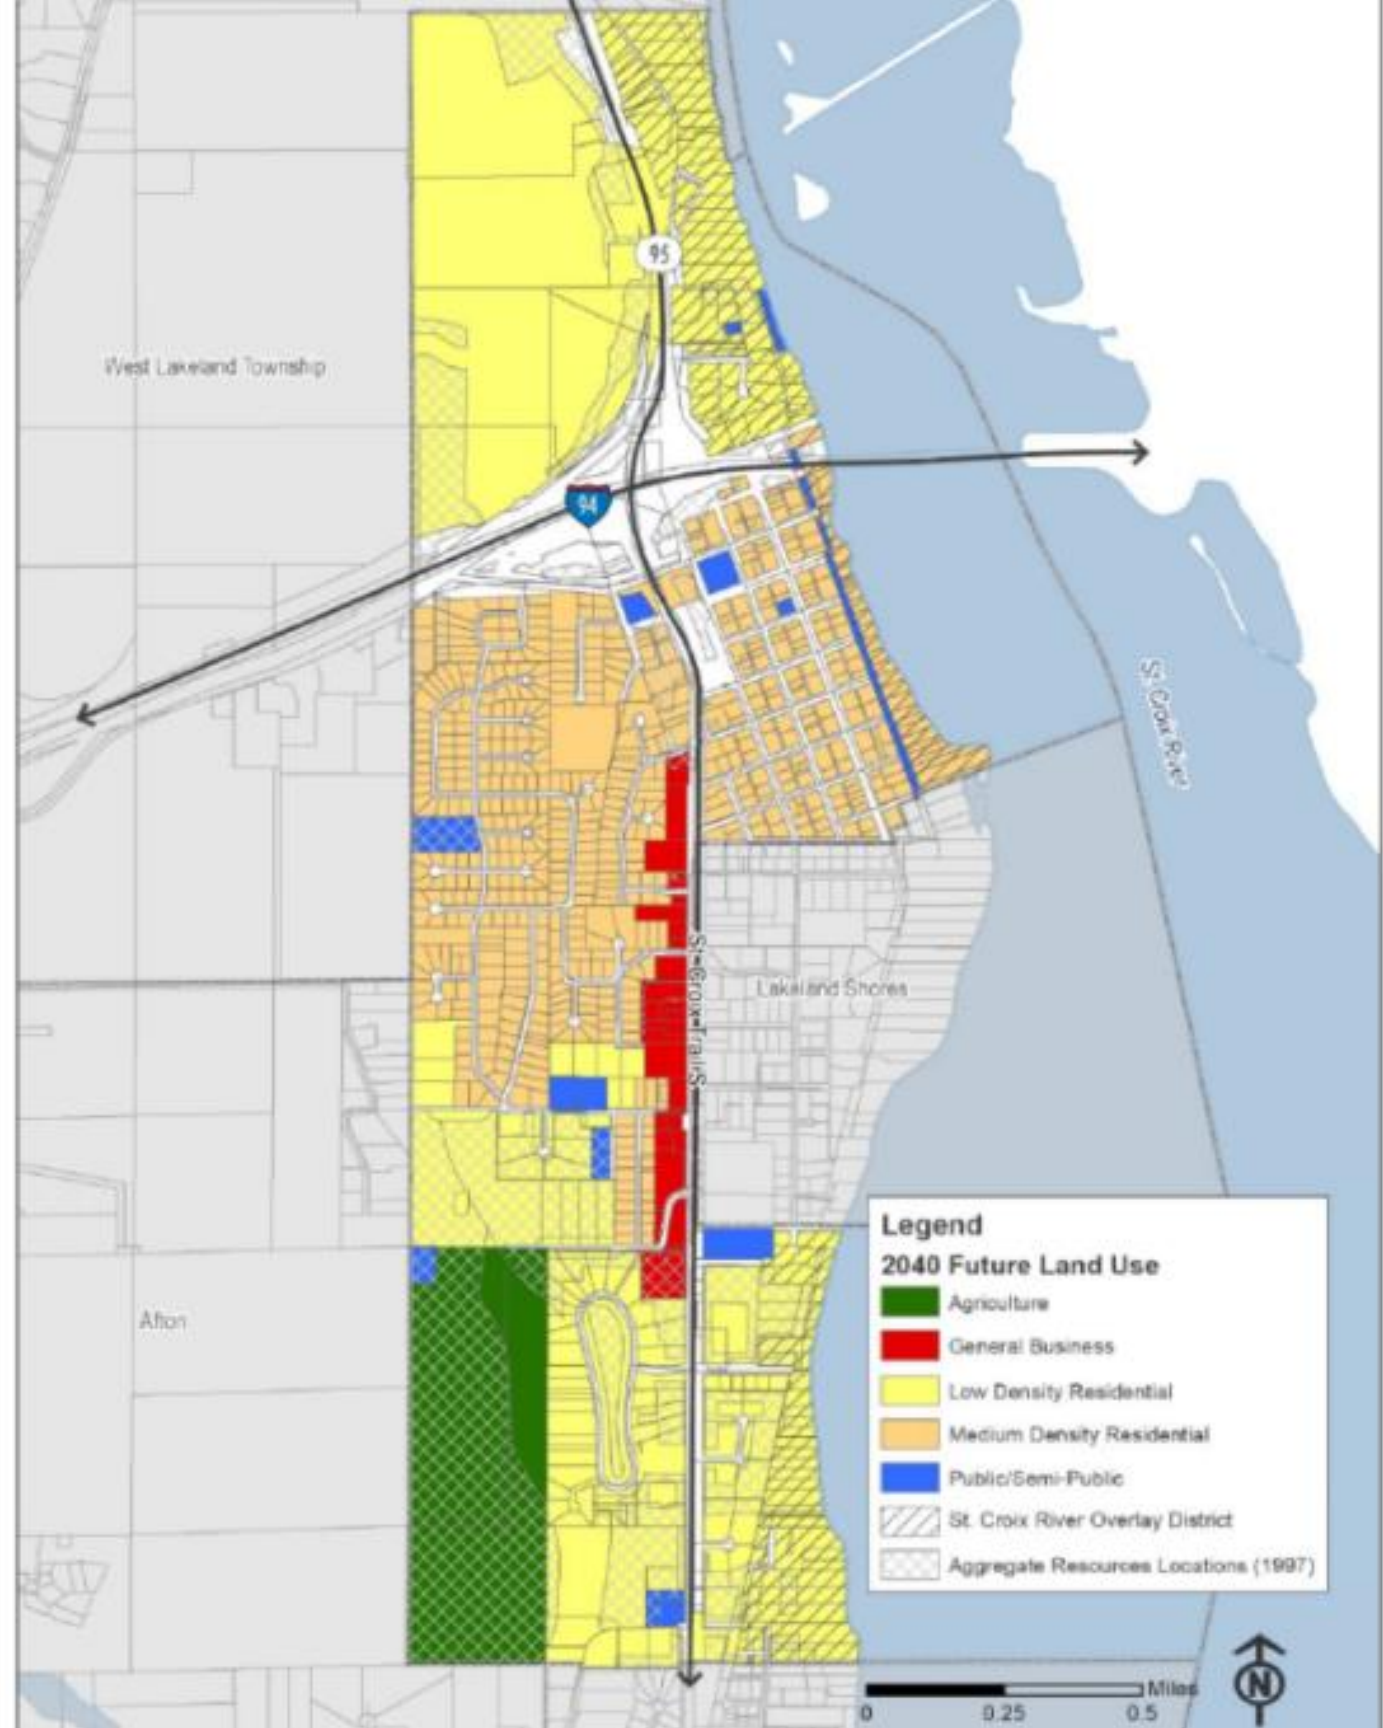 95
West Lakeland Township
94
St. Croix River
St. Croix Trail S
Lakeland Shores
Afton
Legend
2040 Future Land Use
Agriculture
General Business
Low Density Residential
Medium Density Residential
Public/Semi-Public
St. Croix River Overlay District
Aggregate Resources Locations (1997)
Miles
0 0.25 0.5
N